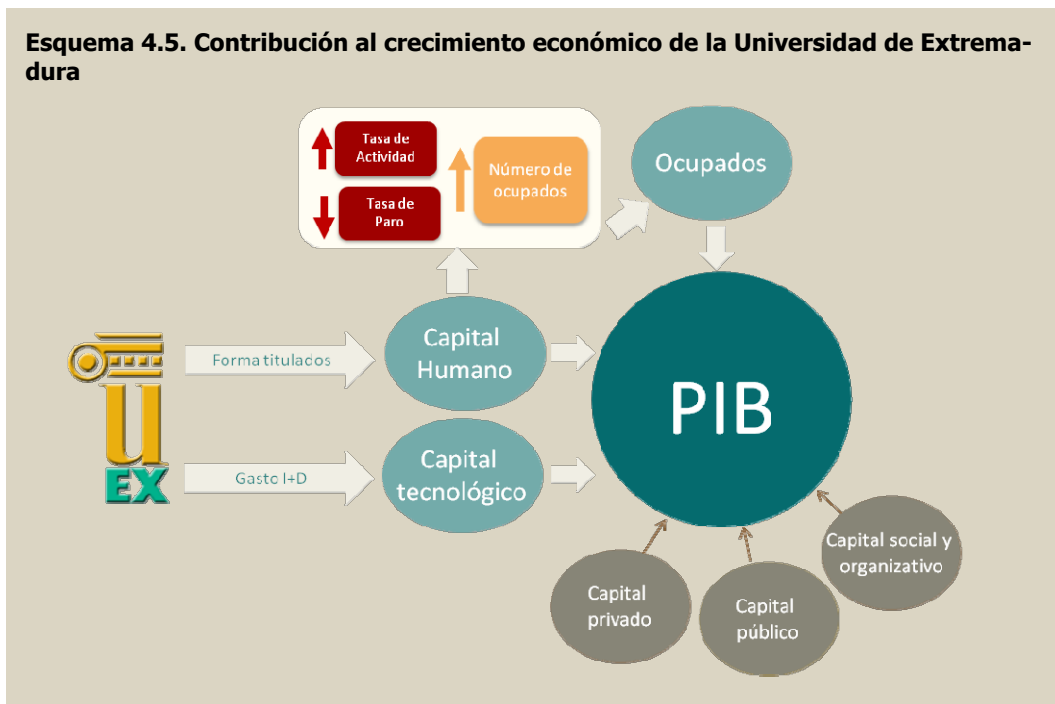 Esquema 4.5. Contribución al crecimiento económico de la Universidad de Extrema-
dura
Tasa de
Actividad
Tasa de
Paro
Número de
ocupados
Ocupados
Forma titulados
Capital
Humano
PIB
UEX
Gasto I+D
Capital
tecnológico
Capital social y
organizativo
Capital
privado
Capital
público